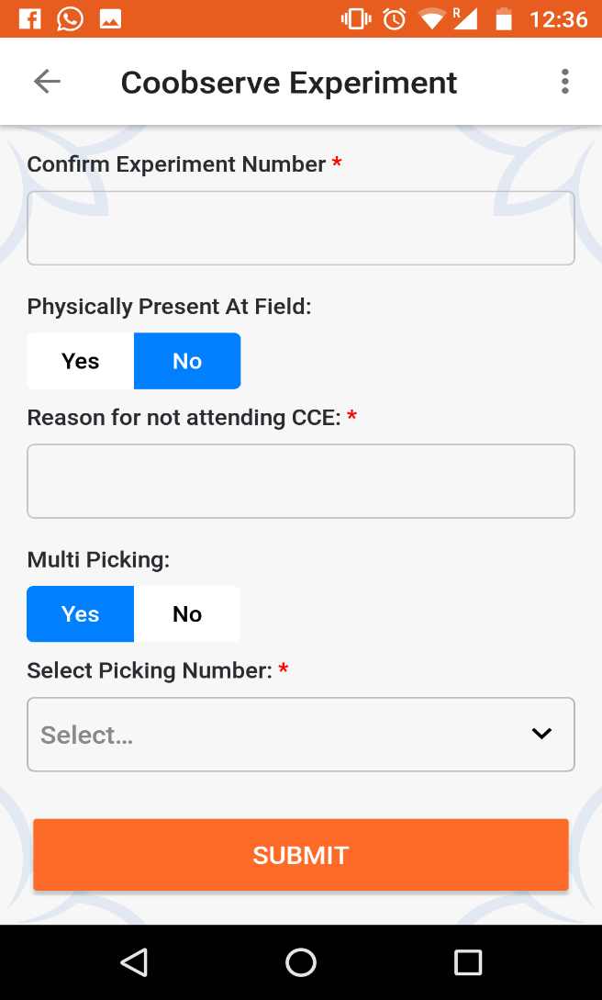 R 12:36
Coobserve Experiment
Confirm Experiment Number *
Physically Present At Field:
Yes No
Reason for not attending CCE: *
Multi Picking:
Yes No
Select Picking Number: *
Select...
SUBMIT